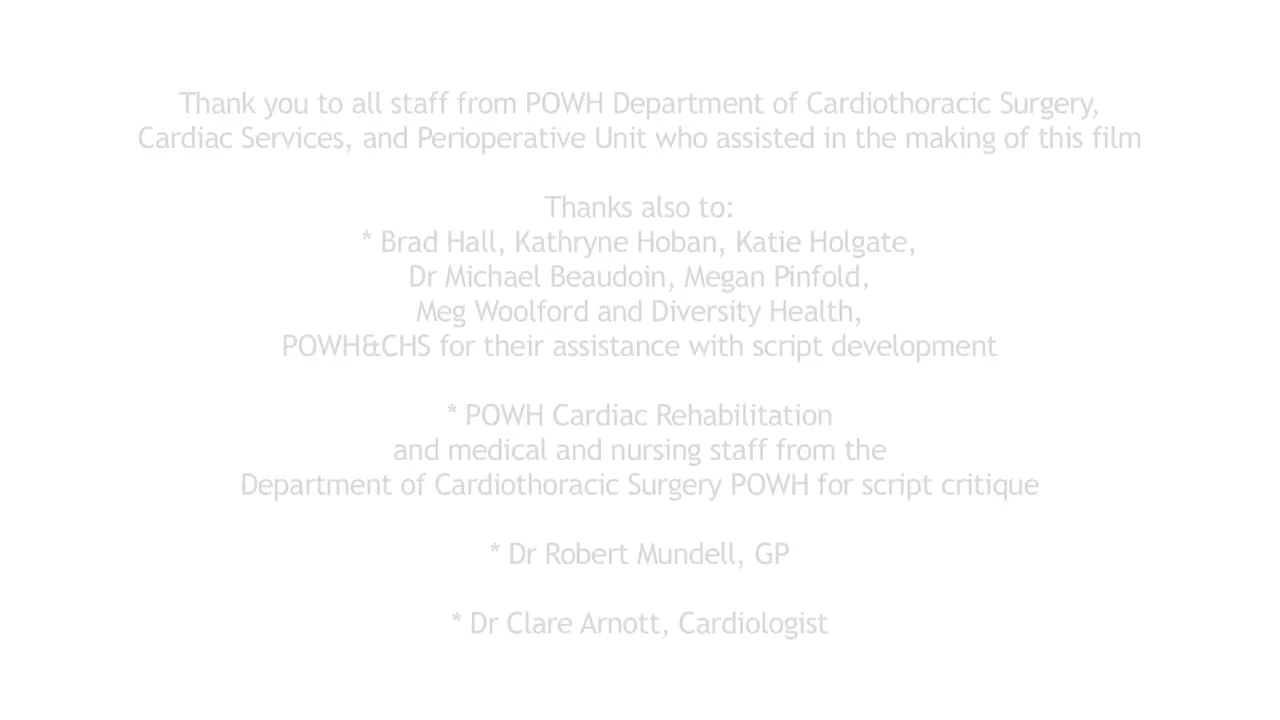 Thank you to all staff from POWH Department of Cardiothoracic Surgery,
Cardiac Services, and Perioperative Unit who assisted in the making of this film
Thanks also to:
* Brad Hall, Kathryne Hoban, Katie Holgate,
Dr Michael Beaudoin, Megan Pinfold,
Meg Woolford and Diversity Health,
POWH&CHS for their assistance with script development
* POWH Cardiac Rehabilitation
and medical and nursing staff from the
Department of Cardiothoracic Surgery POWH for script critique
* Dr Robert Mundell, GP
* Dr Clare Arnott, Cardiologist